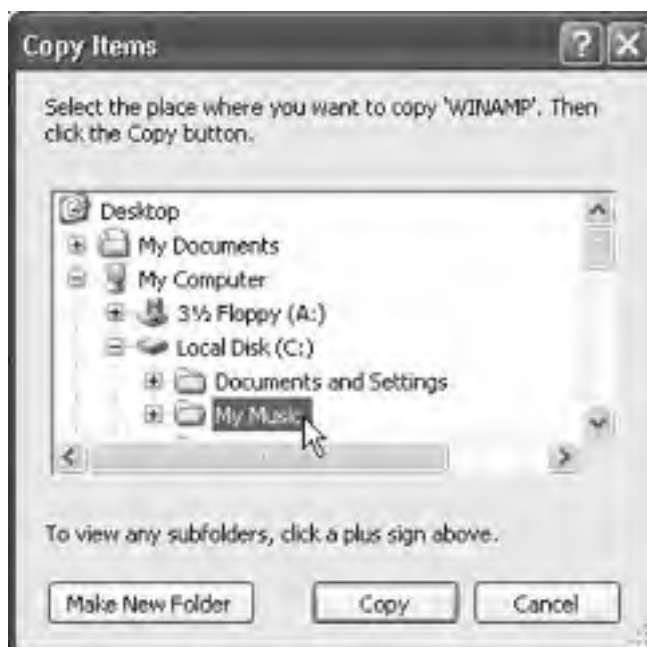 Copy Items
Select the place where you want to copy 'WINAMP'. Then
click the Copy button.
Desktop
My Documents
My Computer
3½ Floppy (A:)
Local Disk (C:)
Documents and Settings
My Music
To view any subfolders, click a plus sign above.
Make New Folder Copy Cancel